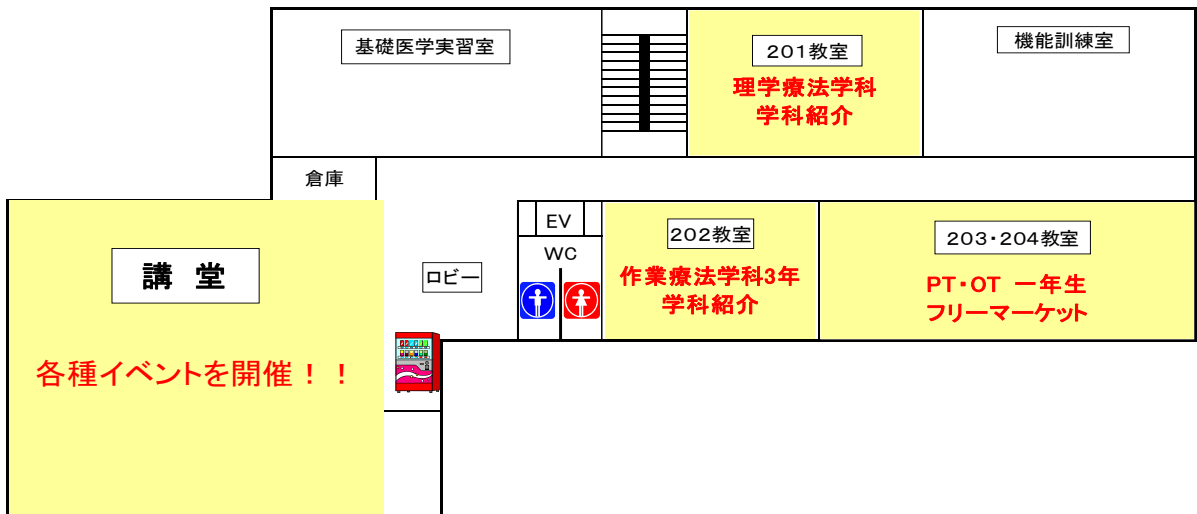 基礎医学実習室
201教室
理学療法学科
学科紹介
機能訓練室
倉庫
講 堂
各種イベントを開催！！
ロビー
EV
WC
202教室
作業療法学科3年
学科紹介
203・204教室
PT・OT 一年生
フリーマーケット